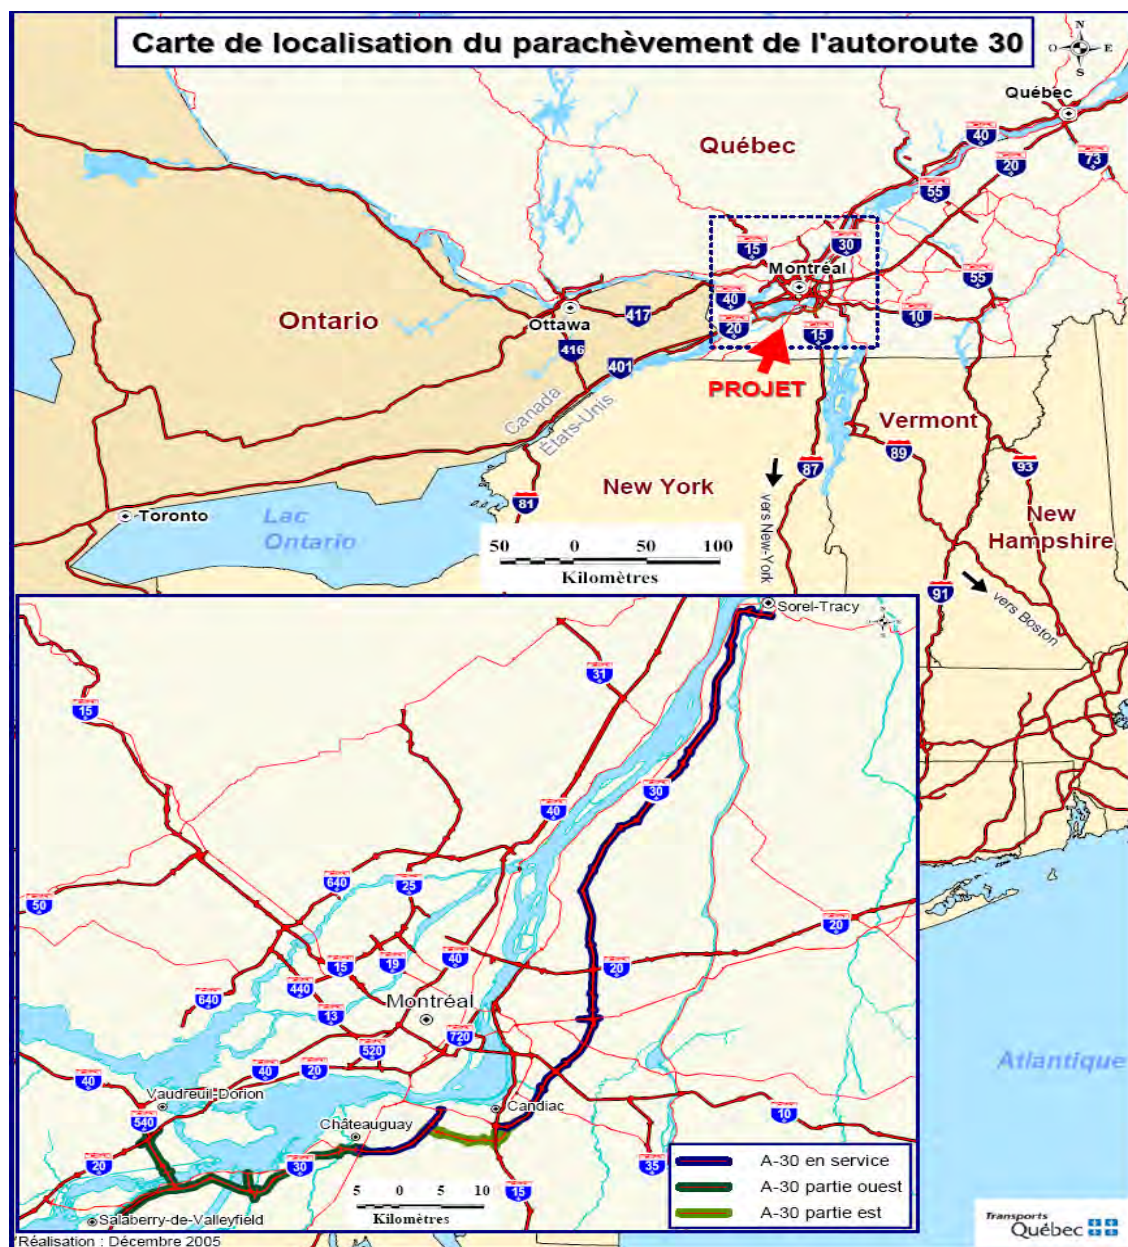 Carte de localisation du parachèvement de l'autoroute 30
N
O
E
S
Québec
40
20
73
Québec
55
15
30
Montréal
55
40
417
20
15
10
Ontario
Ottawa
416
401
PROJET
Canada
États-Unis
Vermont
89
87
93
81
New York
vers New-York
New
Hampshire
Toronto
Lac
Ontario
50 0 50 100
Kilomètres
91
vers Boston
Sorel-Tracy
31
15
30
40
640
25
50
20
15
19
40
20
440
640
13
Montréal
720
520
40
20
40
Vaudreuil-Dorion
540
Candiac
10
Châteauguay
20
30
35
15
5 0 5 10
Kilomètres
Salaberry-de-Valleyfield
A-30 en service
A-30 partie ouest
A-30 partie est
Atlantique
Transports
Québec
Réalisation : Décembre 2005